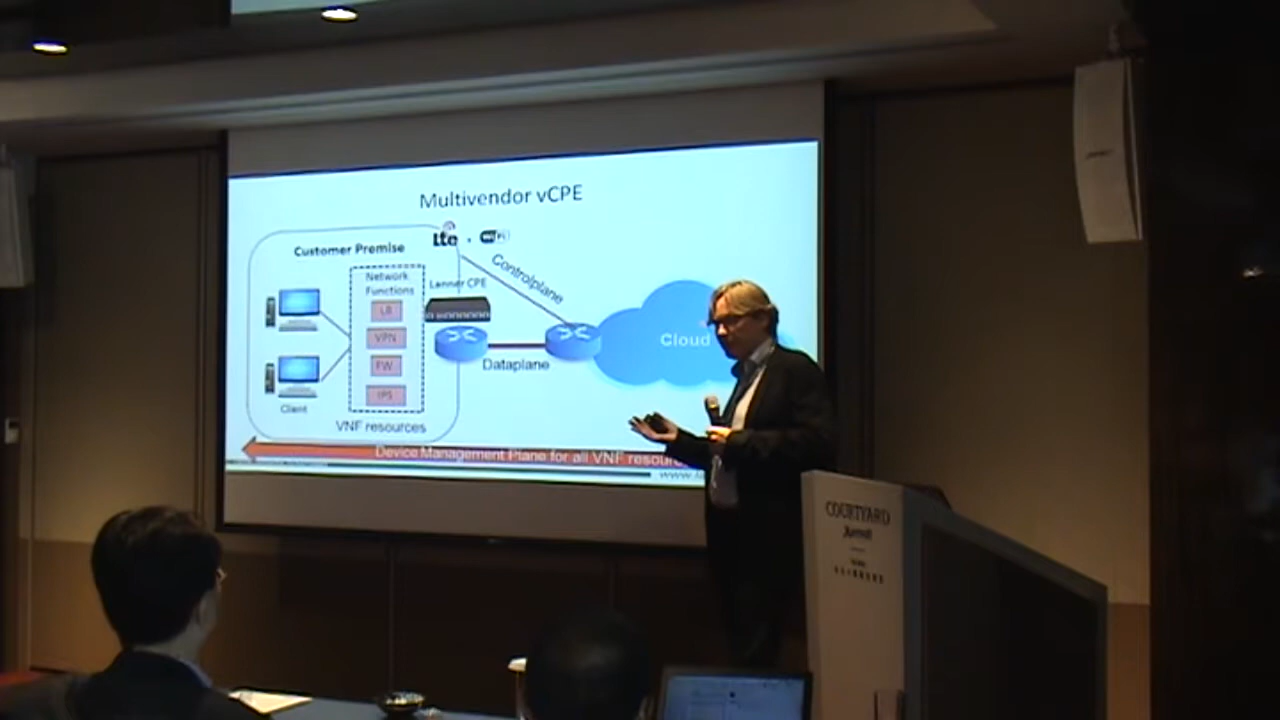 Multivendor vCPE
Lte
Customer Premise
Controlplane
Network
Functions
Lanner CPE
LB
VPN
Cloud
Dataplane
FW
IPS
Client
VNF resources
Device Management Plane for all VNF
www.
COURTYARD
Marriott